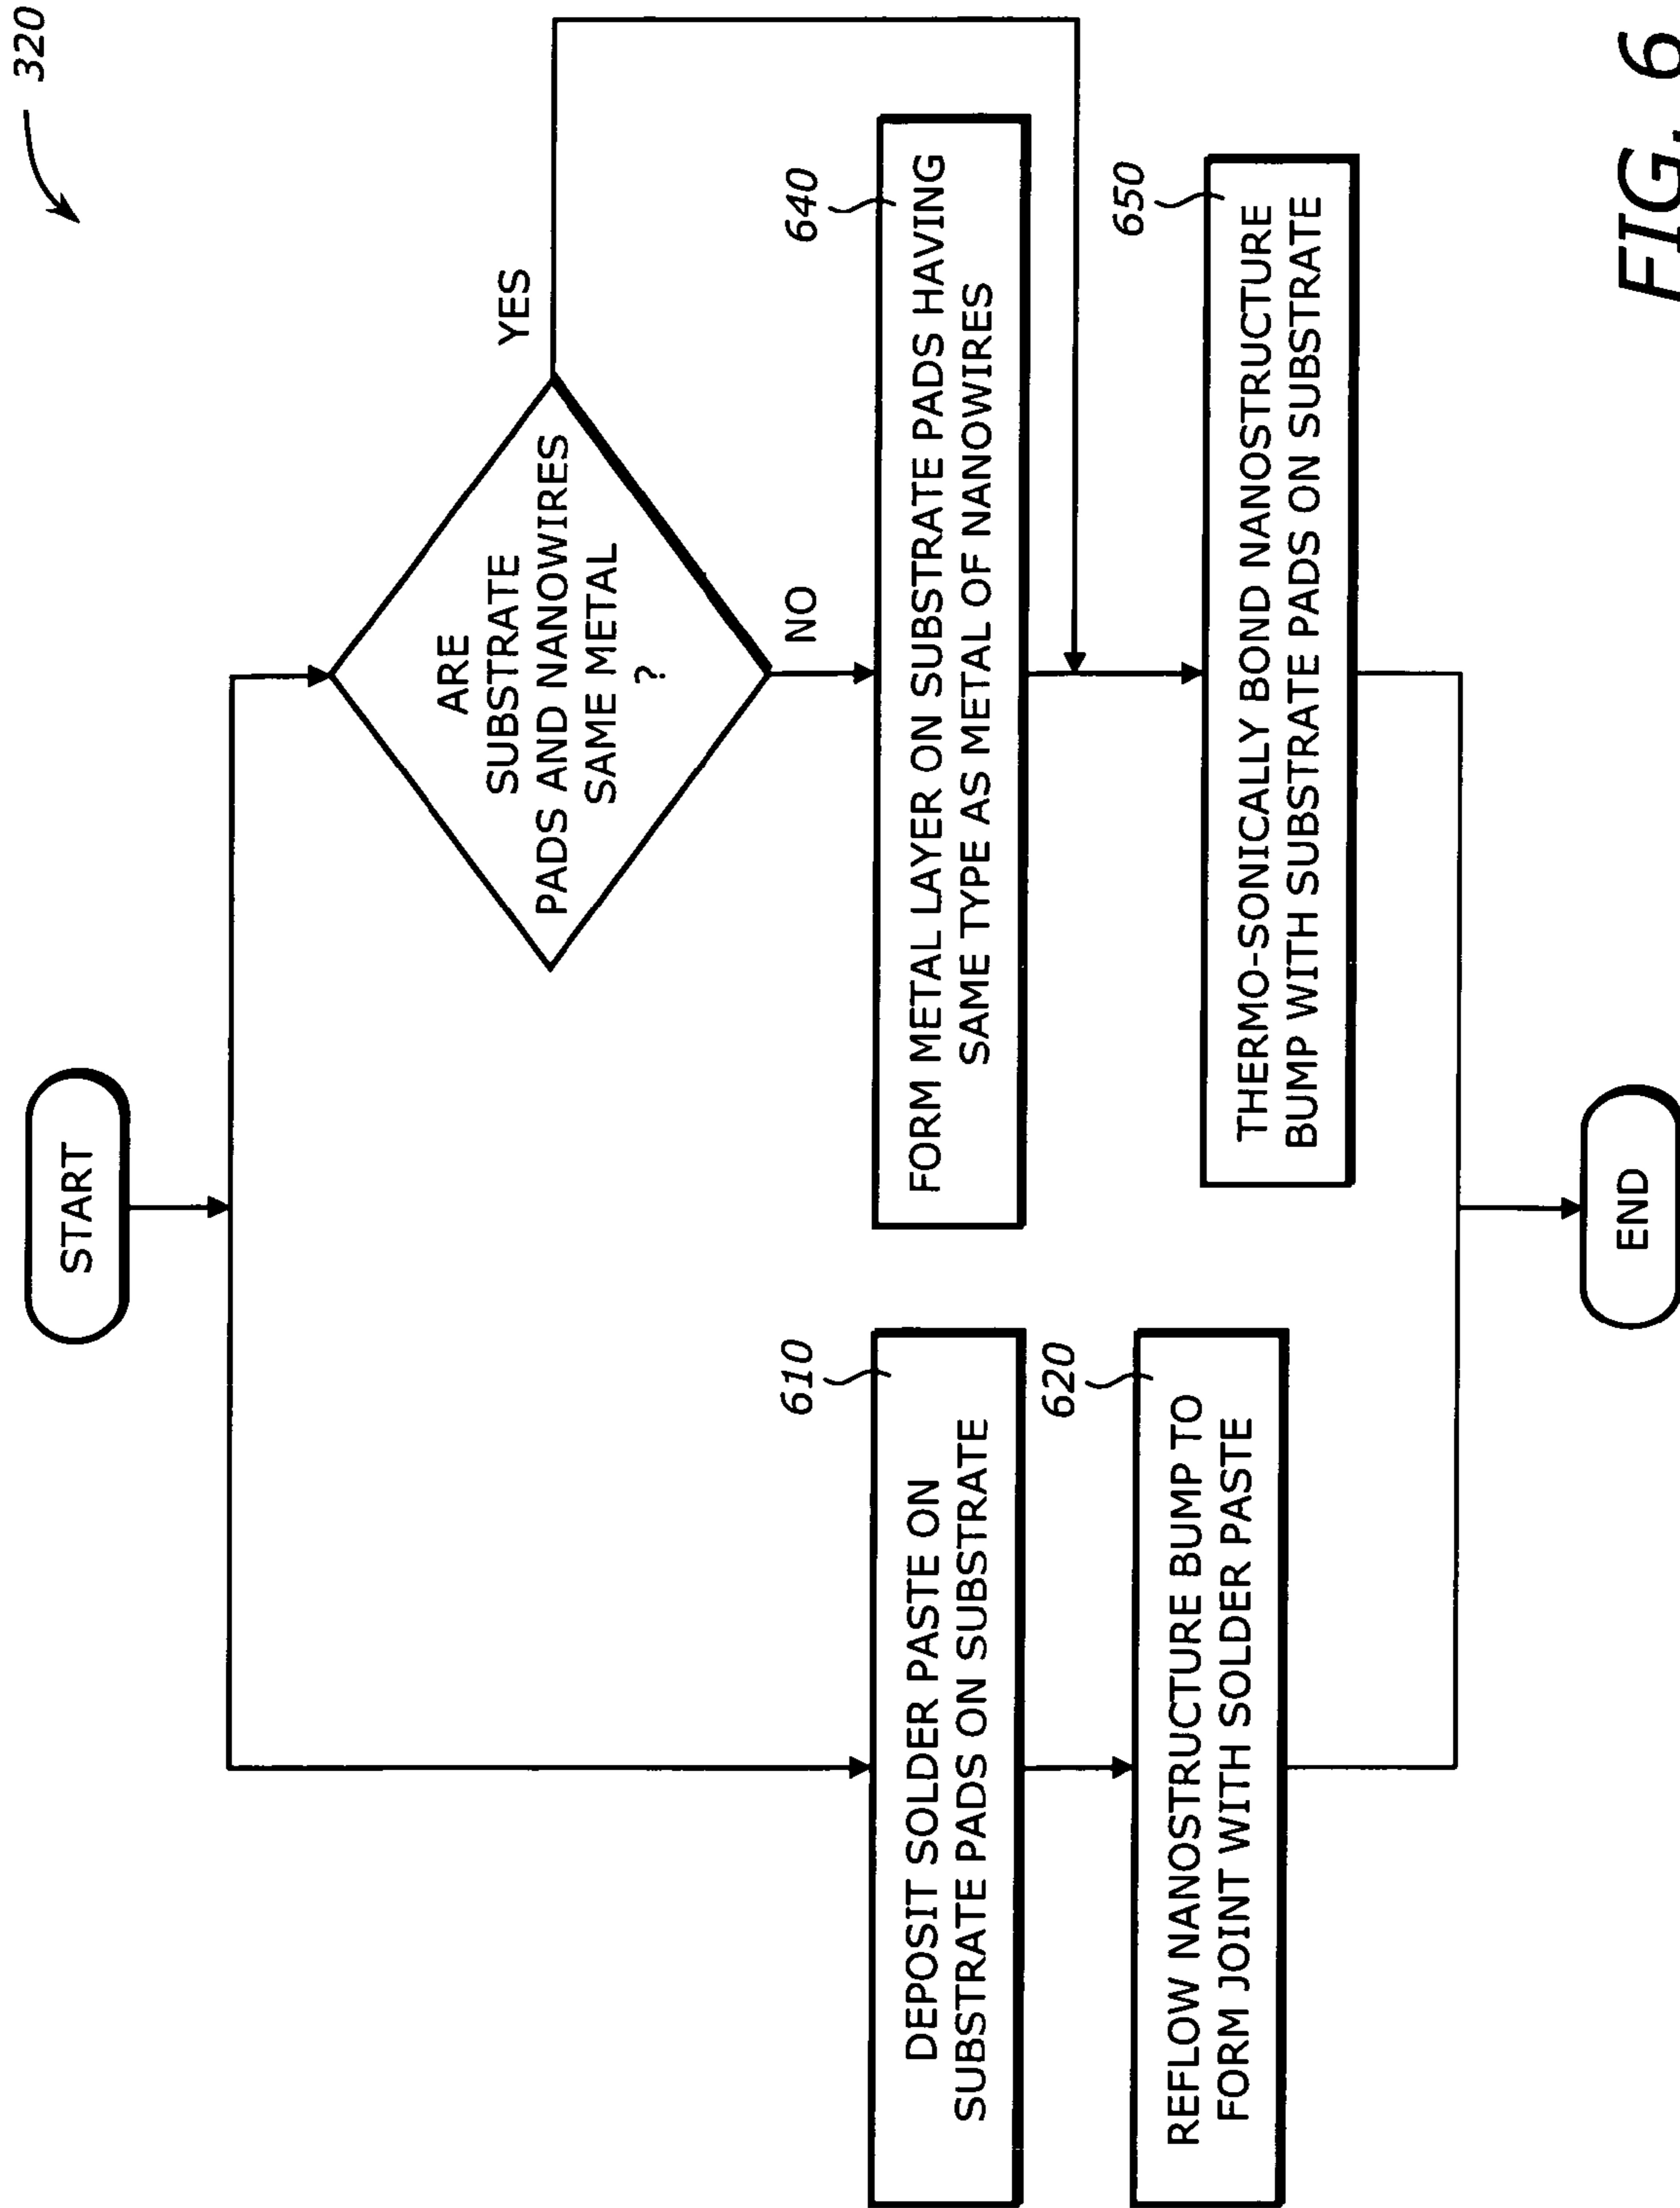 320
START
ARE
SUBSTRATE
PADS AND NANOWIRES
SAME METAL
?
YES
NO
610
DEPOSIT SOLDER PASTE ON
SUBSTRATE PADS ON SUBSTRATE
640
FORM METAL LAYER ON SUBSTRATE PADS HAVING
SAME TYPE AS METAL OF NANOWIRES
620
REFLOW NANOSTRUCTURE BUMP TO
FORM JOINT WITH SOLDER PASTE
650
THERMO-SONICALLY BOND NANOSTRUCTURE
BUMP WITH SUBSTRATE PADS ON SUBSTRATE
END
FIG. 6